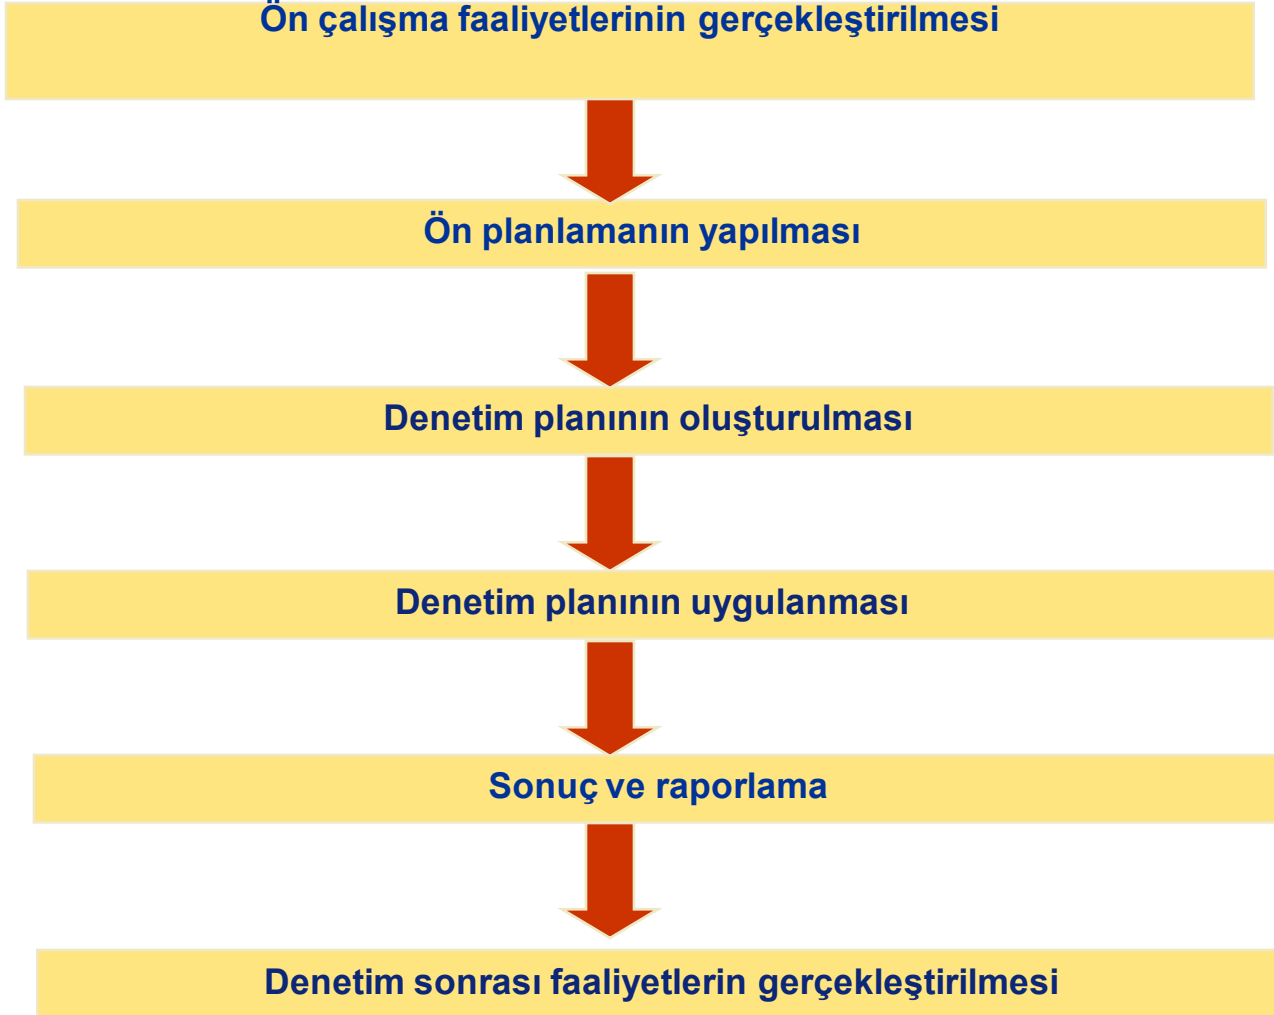 Ön çalışma faaliyetlerinin gerçekleştirilmesi
Ön planlamanın yapılması
Denetim planının oluşturulması
Denetim planının uygulanması
Sonuç ve raporlama
Denetim sonrası faaliyetlerin gerçekleştirilmesi